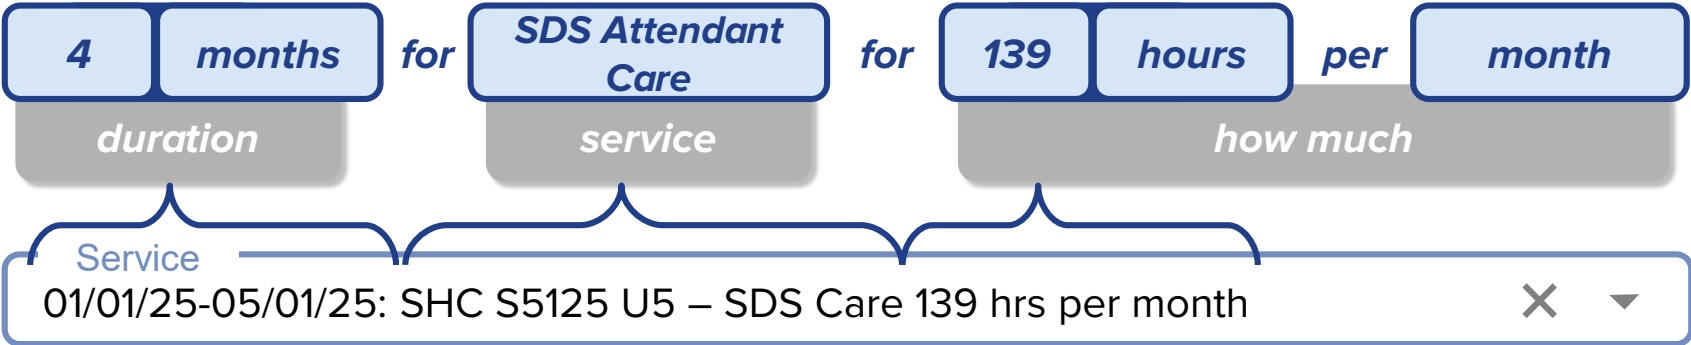 4 months for SDS Attendant Care for 139 hours per month
duration service how much
Service
01/01/25-05/01/25: SHC S5125 U5 – SDS Care 139 hrs per month